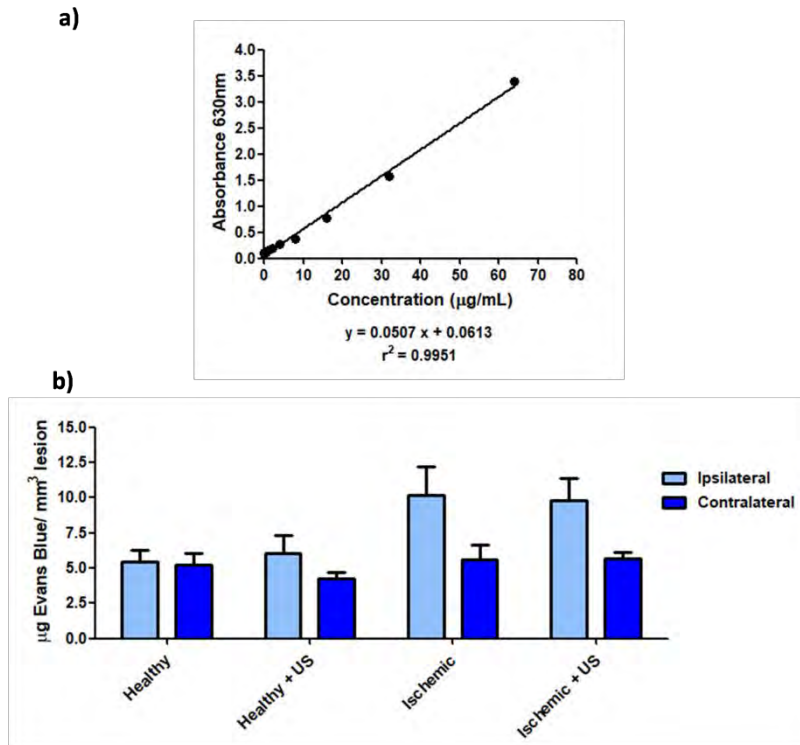 a)
4.0
3.5
3.0
2.5
2.0
1.5
1.0
0.5
0.0
Absorbance 630nm
0 10 20 30 40 50 60 70 80
Concentration (μg/mL)
y = 0.0507 x + 0.0613
r² = 0.9951
b)
15.0
12.5
10.0
7.5
5.0
2.5
0.0
μg Evans Blue/ mm³ lesion
Ipsilateral
Contralateral
Healthy
Healthy + US
Ischemic
Ischemic + US